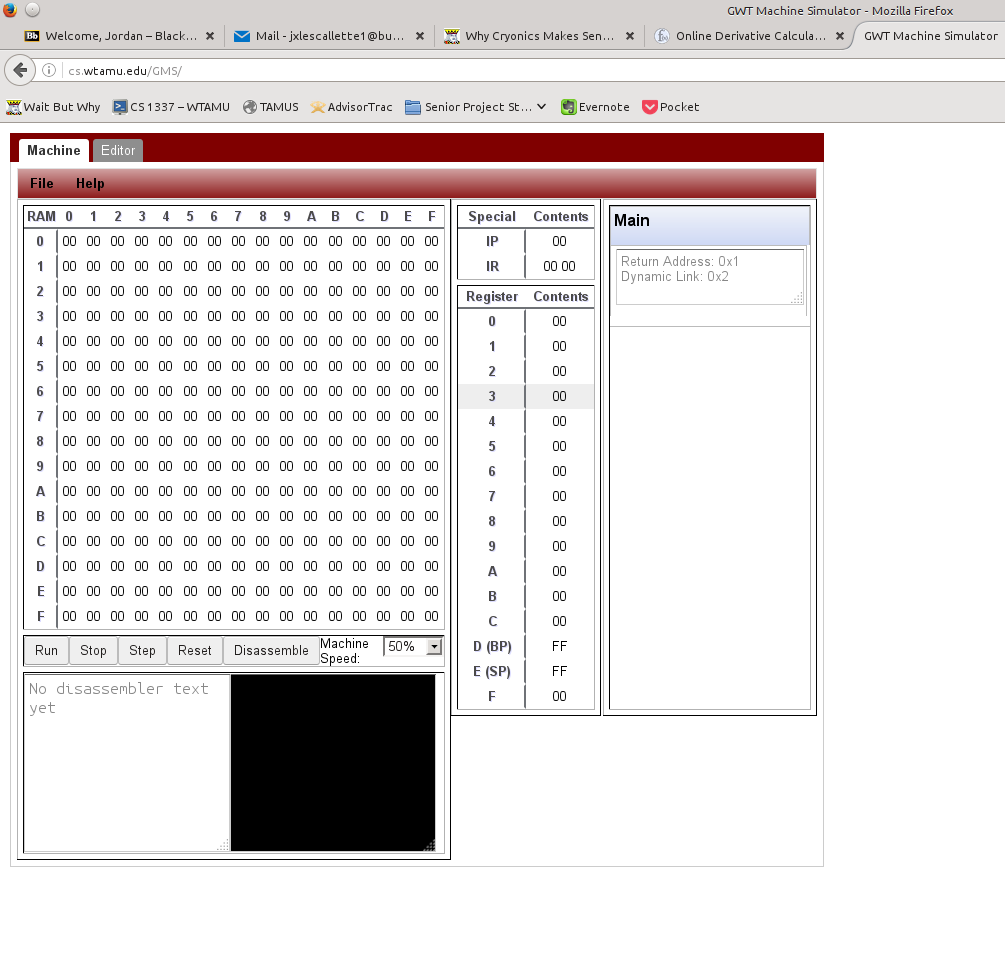 GWT Machine Simulator - Mozilla Firefox
Bb Welcome, Jordan – Black... × Mail - jxlescallette1@bu... × Why Cryonics Makes Sen... × Online Derivative Calcula... × GWT Machine Simulator
cs.wtamu.edu/GMS/
Wait But Why CS 1337 – WTAMU TAMUS AdvisorTrac Senior Project St... Evernote Pocket
Machine Editor
File Help
RAM 0 1 2 3 4 5 6 7 8 9 A B C D E F
0 00 00 00 00 00 00 00 00 00 00 00 00 00 00 00 00
1 00 00 00 00 00 00 00 00 00 00 00 00 00 00 00 00
2 00 00 00 00 00 00 00 00 00 00 00 00 00 00 00 00
3 00 00 00 00 00 00 00 00 00 00 00 00 00 00 00 00
4 00 00 00 00 00 00 00 00 00 00 00 00 00 00 00 00
5 00 00 00 00 00 00 00 00 00 00 00 00 00 00 00 00
6 00 00 00 00 00 00 00 00 00 00 00 00 00 00 00 00
7 00 00 00 00 00 00 00 00 00 00 00 00 00 00 00 00
8 00 00 00 00 00 00 00 00 00 00 00 00 00 00 00 00
9 00 00 00 00 00 00 00 00 00 00 00 00 00 00 00 00
A 00 00 00 00 00 00 00 00 00 00 00 00 00 00 00 00
B 00 00 00 00 00 00 00 00 00 00 00 00 00 00 00 00
C 00 00 00 00 00 00 00 00 00 00 00 00 00 00 00 00
D 00 00 00 00 00 00 00 00 00 00 00 00 00 00 00 00
E 00 00 00 00 00 00 00 00 00 00 00 00 00 00 00 00
F 00 00 00 00 00 00 00 00 00 00 00 00 00 00 00 00
Run Stop Step Reset Disassemble Machine Speed: 50%
No disassembler text
yet
Special Contents
IP 00
IR 00 00
Register Contents
0 00
1 00
2 00
3 00
4 00
5 00
6 00
7 00
8 00
9 00
A 00
B 00
C 00
D (BP) FF
E (SP) FF
F 00
Main
Return Address: 0x1
Dynamic Link: 0x2